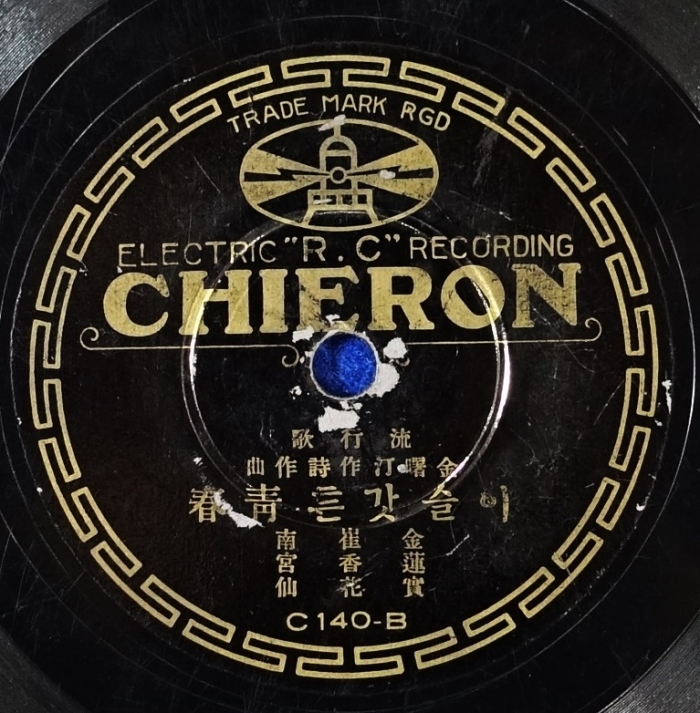 TRADE MARK RGD
ELECTRIC "R.C" RECORDING
CHIERON
流行歌
金曙汀作詩作曲
이슬갓튼靑春
金蓮實
崔香花
南宮仙
C140-B